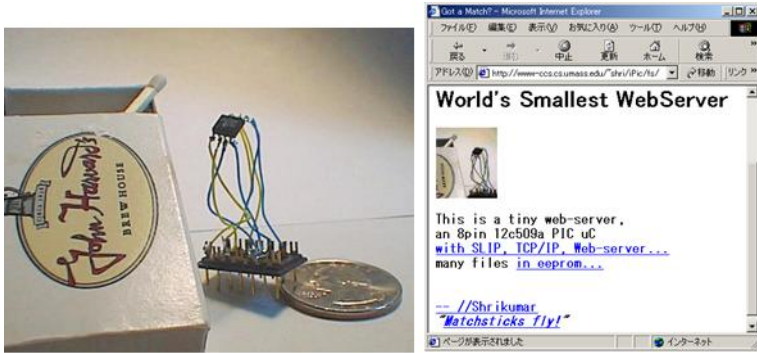 John Harvard's
BREW HOUSE
Got a Match? - Microsoft Internet Explorer
ファイル(F) 編集(E) 表示(V) お気に入り(A) ツール(T) ヘルプ(H)
戻る 進む 中止 更新 ホーム 検索
アドレス(D) http://www-ccs.cs.umass.edu/~shri/iPic/ts/ 移動 リンク »
World's Smallest WebServer
This is a tiny web-server,
an 8pin 12c509a PIC uC
with SLIP, TCP/IP, Web-server...
many files in eeprom...
-- //Shrikumar
"Matchsticks fly!"
ページが表示されました インターネット